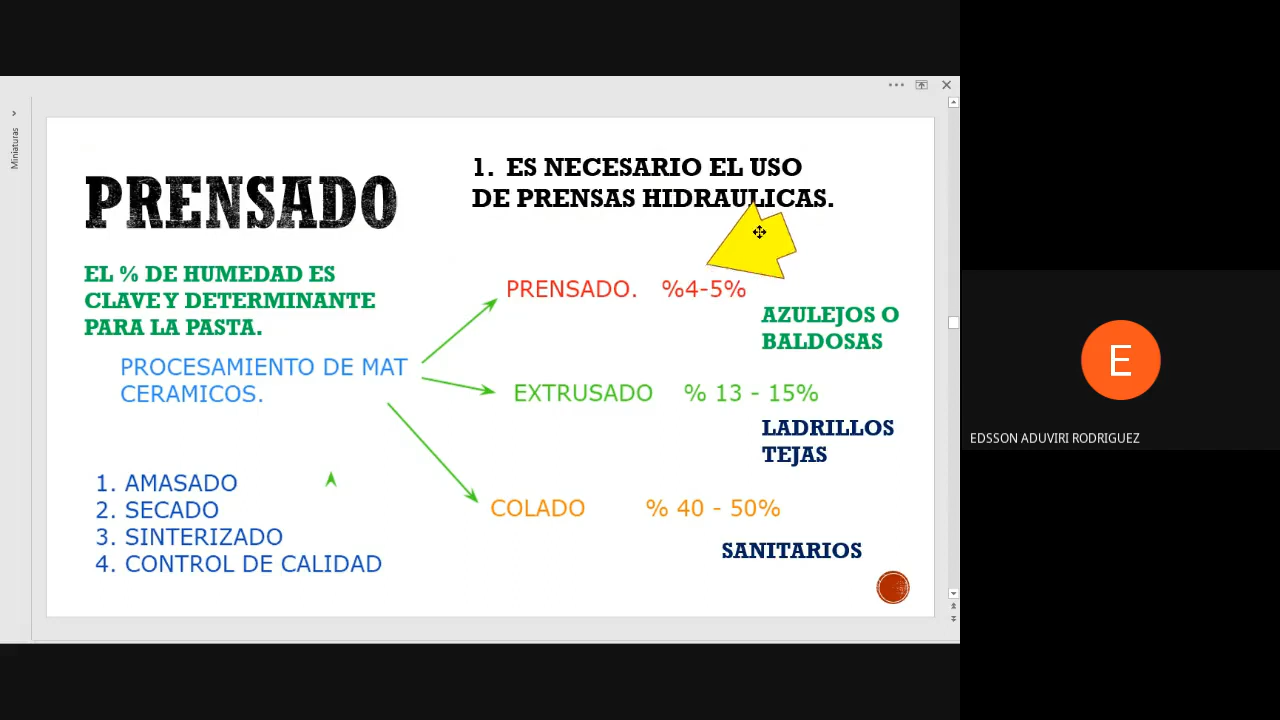 Miniaturas
PRENSADO
1. ES NECESARIO EL USO
DE PRENSAS HIDRAULICAS.
EL % DE HUMEDAD ES
CLAVE Y DETERMINANTE
PARA LA PASTA.
PROCESAMIENTO DE MAT
CERAMICOS.
PRENSADO. %4-5%
AZULEJOS O
BALDOSAS
EXTRUSADO % 13 - 15%
LADRILLOS
TEJAS
COLADO % 40 - 50%
SANITARIOS
1. AMASADO
2. SECADO
3. SINTERIZADO
4. CONTROL DE CALIDAD
E
EDSSON ADUVIRI RODRIGUEZ